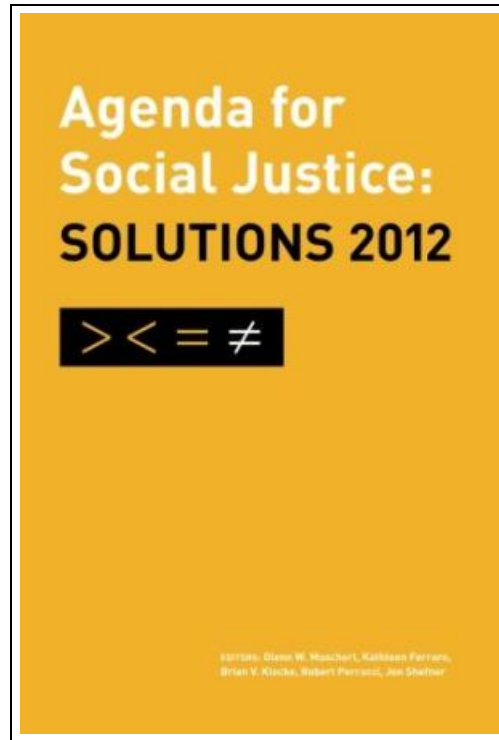 Agenda for
Social Justice:
SOLUTIONS 2012
> < = ≠
EDITORS: Glenn W. Muschert, Kathleen Ferraro,
Brian V. Klocke, Robert Perrucci, Jon Shefner